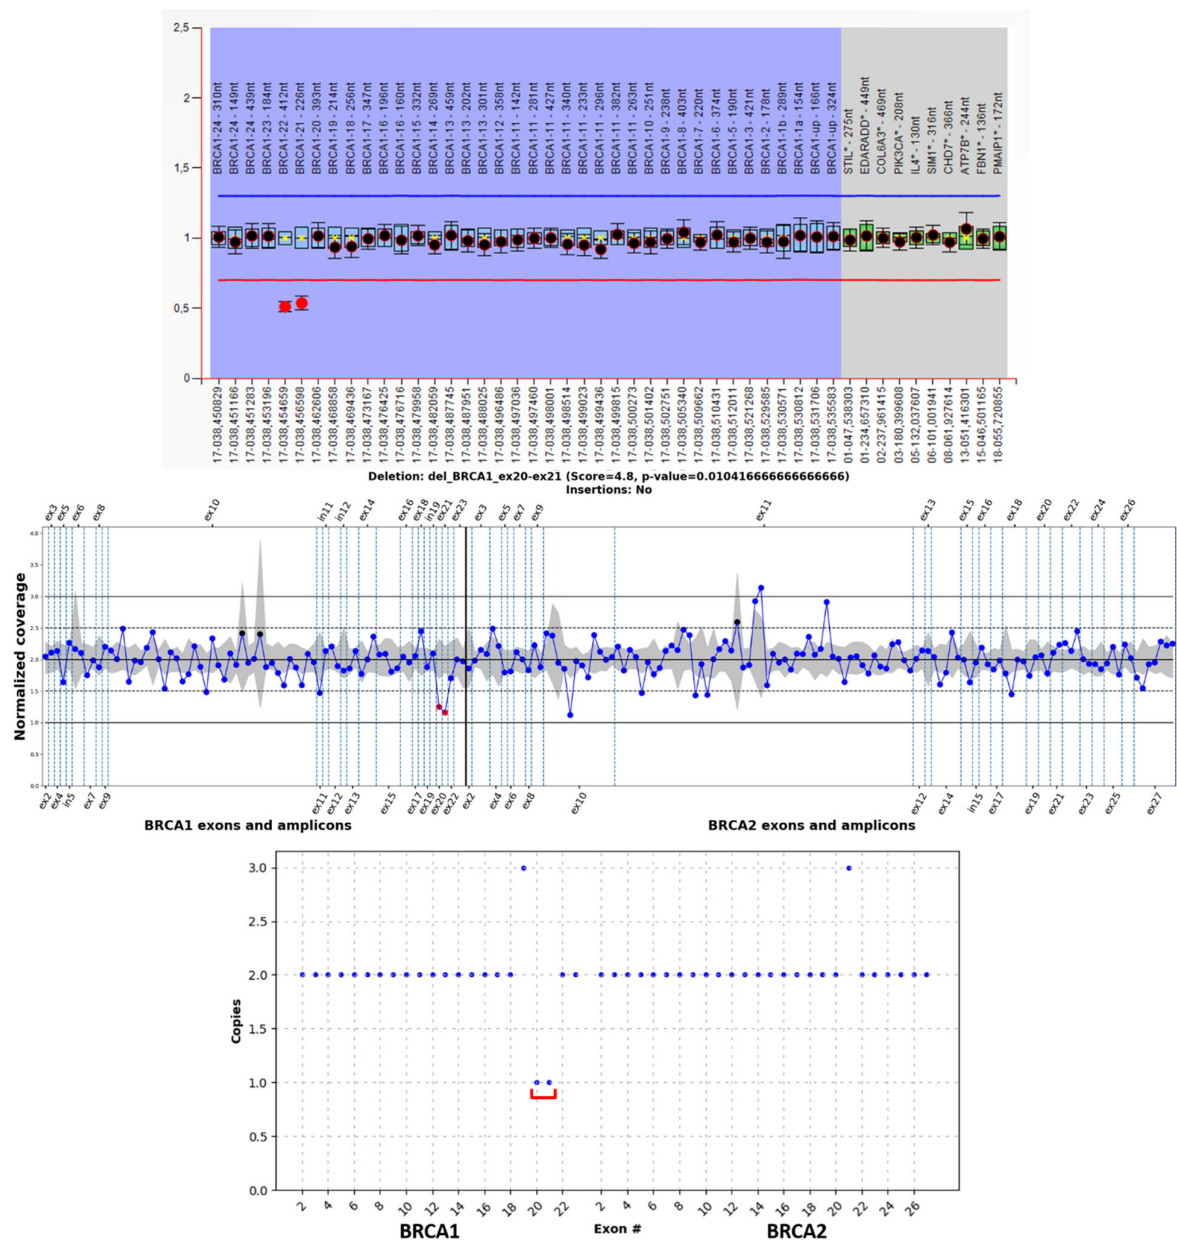 2,5
2
1,5
1
0,5
0
BRCA1-24 - 310nt
BRCA1-24 - 149nt
BRCA1-24 - 439nt
BRCA1-23 - 184nt
BRCA1-22 - 412nt
BRCA1-21 - 226nt
BRCA1-20 - 393nt
BRCA1-19 - 214nt
BRCA1-18 - 256nt
BRCA1-17 - 347nt
BRCA1-16 - 196nt
BRCA1-16 - 160nt
BRCA1-15 - 332nt
BRCA1-14 - 269nt
BRCA1-13 - 459nt
BRCA1-13 - 202nt
BRCA1-13 - 301nt
BRCA1-12 - 358nt
BRCA1-11 - 142nt
BRCA1-11 - 281nt
BRCA1-11 - 427nt
BRCA1-11 - 340nt
BRCA1-11 - 233nt
BRCA1-11 - 296nt
BRCA1-11 - 382nt
BRCA1-11 - 263nt
BRCA1-10 - 251nt
BRCA1-9 - 238nt
BRCA1-8 - 403nt
BRCA1-7 - 220nt
BRCA1-6 - 374nt
BRCA1-5 - 190nt
BRCA1-3 - 421nt
BRCA1-2 - 178nt
BRCA1-1b - 289nt
BRCA1-1a - 154nt
BRCA1-up - 166nt
BRCA1-up - 324nt
STIL* - 275nt
EDARADD* - 449nt
COL6A3* - 469nt
PIK3CA* - 208nt
IL4* - 130nt
SIM1* - 316nt
CHD7* - 366nt
ATP7B* - 244nt
FBN1* - 136nt
PMAIP1* - 172nt
17-038,450829
17-038,451166
17-038,451283
17-038,453196
17-038,454659
17-038,456598
17-038,462606
17-038,468858
17-038,469436
17-038,473167
17-038,476425
17-038,476716
17-038,479958
17-038,482059
17-038,487745
17-038,487951
17-038,488025
17-038,496486
17-038,497036
17-038,497460
17-038,498001
17-038,498514
17-038,499023
17-038,499436
17-038,499815
17-038,500273
17-038,501402
17-038,502751
17-038,505340
17-038,509662
17-038,510431
17-038,512011
17-038,521268
17-038,529585
17-038,530571
17-038,530812
17-038,531706
17-038,535583
01-047,538303
01-234,657310
02-237,961415
03-180,399608
05-132,037607
06-101,001941
08-061,927614
13-051,416301
15-046,501165
18-055,720855
Deletion: del_BRCA1_ex20-ex21 (Score=4.8, p-value=0.010416666666666666)
Insertions: No
ex3 ex5 ex6 ex8 ex10 in11 in12 ex14 ex16 ex18 in19 ex21 ex23 ex3 ex5 ex7 ex9 ex11 ex13 ex15 ex16 ex18 ex20 ex22 ex24 ex26
Normalized coverage
4.0
3.5
3.0
2.5
2.0
1.5
1.0
0.5
0.0
ex2 ex4 in5 ex7 ex9 ex11 ex12 ex13 ex15 ex17 ex19 ex20 ex22 ex2 ex4 ex6 ex8 ex10 ex12 ex14 in15 ex17 ex19 ex21 ex23 ex25 ex27
BRCA1 exons and amplicons BRCA2 exons and amplicons
Copies
3.0
2.5
2.0
1.5
1.0
0.5
0.0
2 4 6 8 10 12 14 16 18 20 22 2 4 6 8 10 12 14 16 18 20 22 24 26
BRCA1 Exon # BRCA2